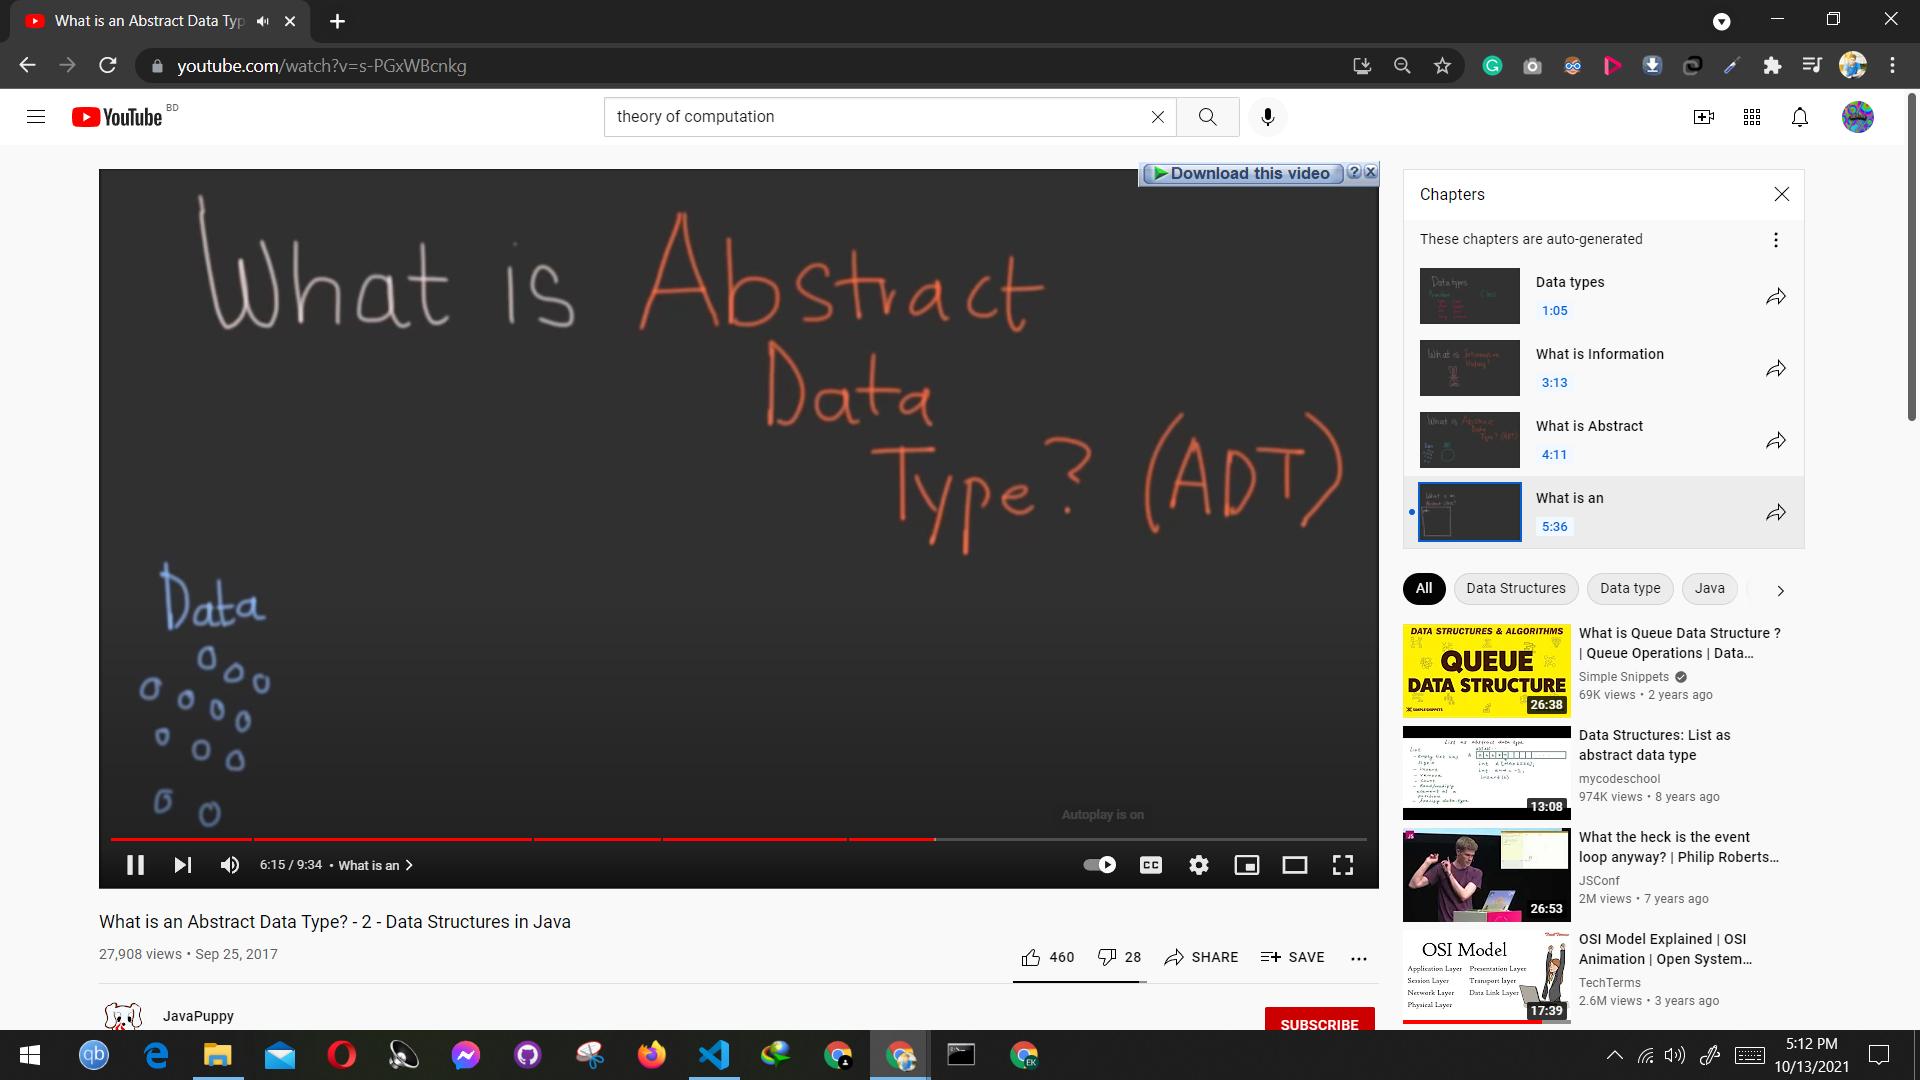 What is an Abstract Data Typ
youtube.com/watch?v=s-PGxWBcnkg
YouTube BD
theory of computation
Download this video ? X
What is Abstract
Data
Type? (ADT)
Data
Autoplay is on
6:15 / 9:34 • What is an
CC
What is an Abstract Data Type? - 2 - Data Structures in Java
27,908 views • Sep 25, 2017
460 28 SHARE SAVE
JavaPuppy
SUBSCRIBE
Chapters
These chapters are auto-generated
Data types
1:05
What is Information
3:13
What is Abstract
4:11
What is an
5:36
All Data Structures Data type Java
DATA STRUCTURES & ALGORITHMS
QUEUE
DATA STRUCTURE
26:38
What is Queue Data Structure ?
| Queue Operations | Data...
Simple Snippets
69K views • 2 years ago
List as abstract data type
13:08
Data Structures: List as
abstract data type
mycodeschool
974K views • 8 years ago
JS
26:53
What the heck is the event
loop anyway? | Philip Roberts...
JSConf
2M views • 7 years ago
OSI Model
Application Layer Presentation Layer
Session Layer Transport layer
Network Layer Data Link Layer
Physical Layer
17:39
OSI Model Explained | OSI
Animation | Open System...
TechTerms
2.6M views • 3 years ago
qb
EK
5:12 PM
10/13/2021